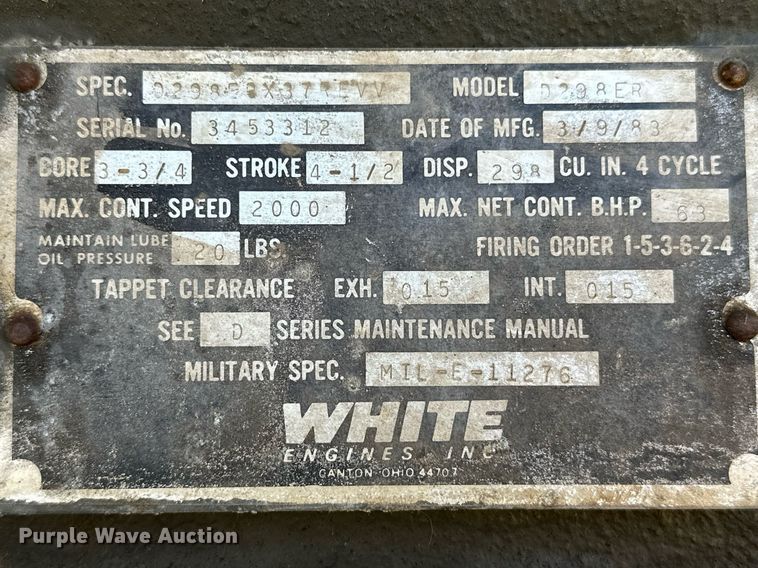 SPEC.
MODEL D298ER
SERIAL No. 3453312 DATE OF MFG. 3/9/83
BORE 3-3/4 STROKE 4-1/2 DISP. 298 CU. IN. 4 CYCLE
MAX. CONT. SPEED 2000 MAX. NET CONT. B.H.P. 63
MAINTAIN LUBE OIL PRESSURE 20 LBS. FIRING ORDER 1-5-3-6-2-4
TAPPET CLEARANCE EXH. .015 INT. .015
SEE D SERIES MAINTENANCE MANUAL
MILITARY SPEC. MIL-E-11276
WHITE
ENGINES, INC.
CANTON OHIO 44707
Purple Wave Auction